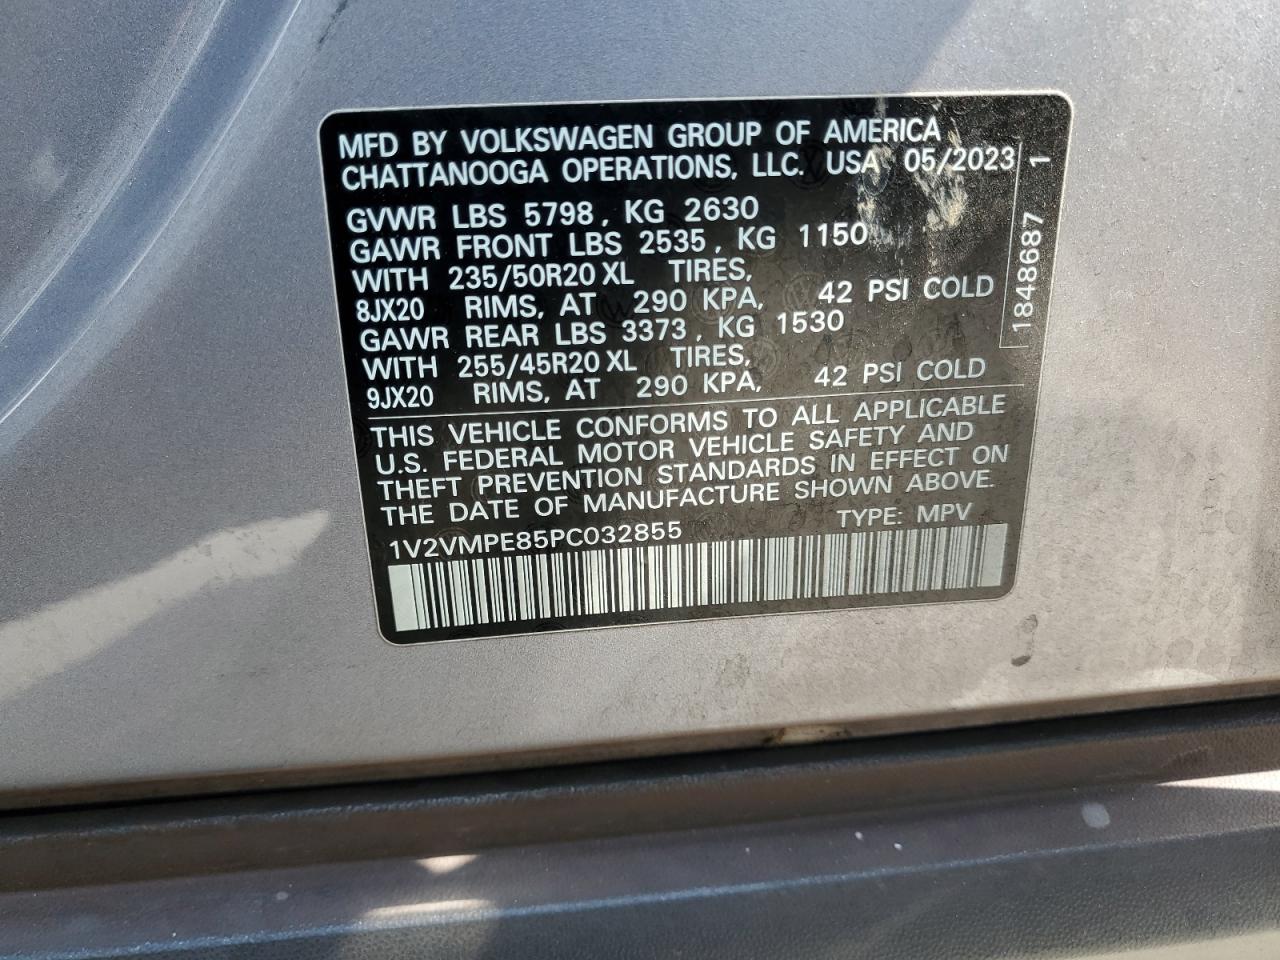 MFD BY VOLKSWAGEN GROUP OF AMERICA
CHATTANOOGA OPERATIONS, LLC. USA 05/2023
GVWR LBS 5798, KG 2630
GAWR FRONT LBS 2535, KG 1150
WITH 235/50R20 XL TIRES,
8JX20 RIMS, AT 290 KPA, 42 PSI COLD
GAWR REAR LBS 3373, KG 1530
WITH 255/45R20 XL TIRES,
9JX20 RIMS, AT 290 KPA, 42 PSI COLD
1848687 1
THIS VEHICLE CONFORMS TO ALL APPLICABLE
U.S. FEDERAL MOTOR VEHICLE SAFETY AND
THEFT PREVENTION STANDARDS IN EFFECT ON
THE DATE OF MANUFACTURE SHOWN ABOVE.
1V2VMPE85PC032855 TYPE: MPV